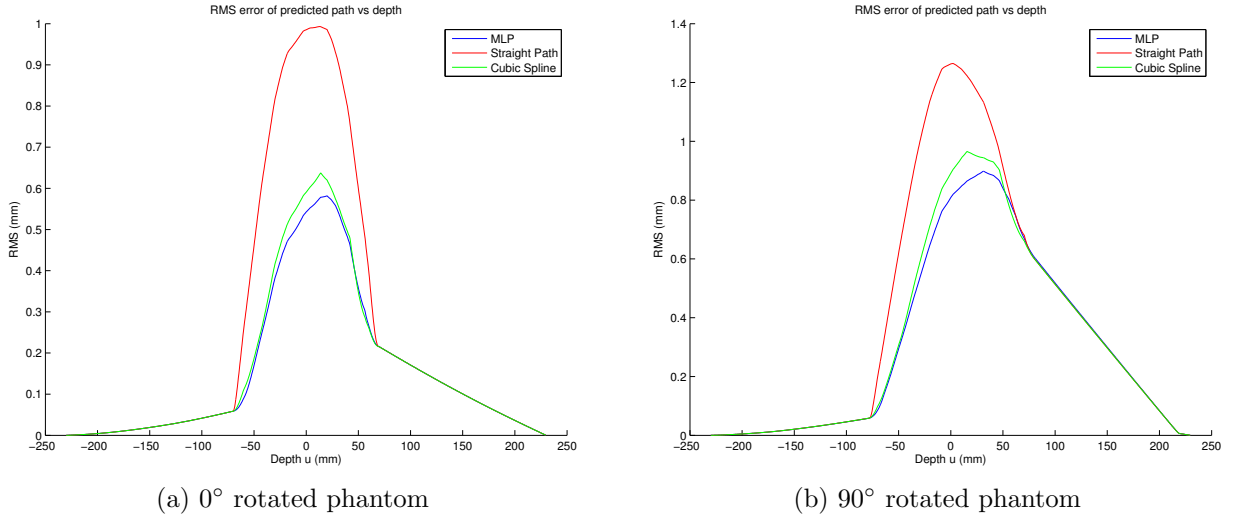 RMS error of predicted path vs depth
1
0.9
0.8
0.7
0.6
0.5
0.4
0.3
0.2
0.1
0
RMS (mm)
MLP
Straight Path
Cubic Spline
−250 −200 −150 −100 −50 0 50 100 150 200 250
Depth u (mm)
(a) 0° rotated phantom
RMS error of predicted path vs depth
1.4
1.2
1
0.8
0.6
0.4
0.2
0
RMS (mm)
MLP
Straight Path
Cubic Spline
−250 −200 −150 −100 −50 0 50 100 150 200 250
Depth u (mm)
(b) 90° rotated phantom